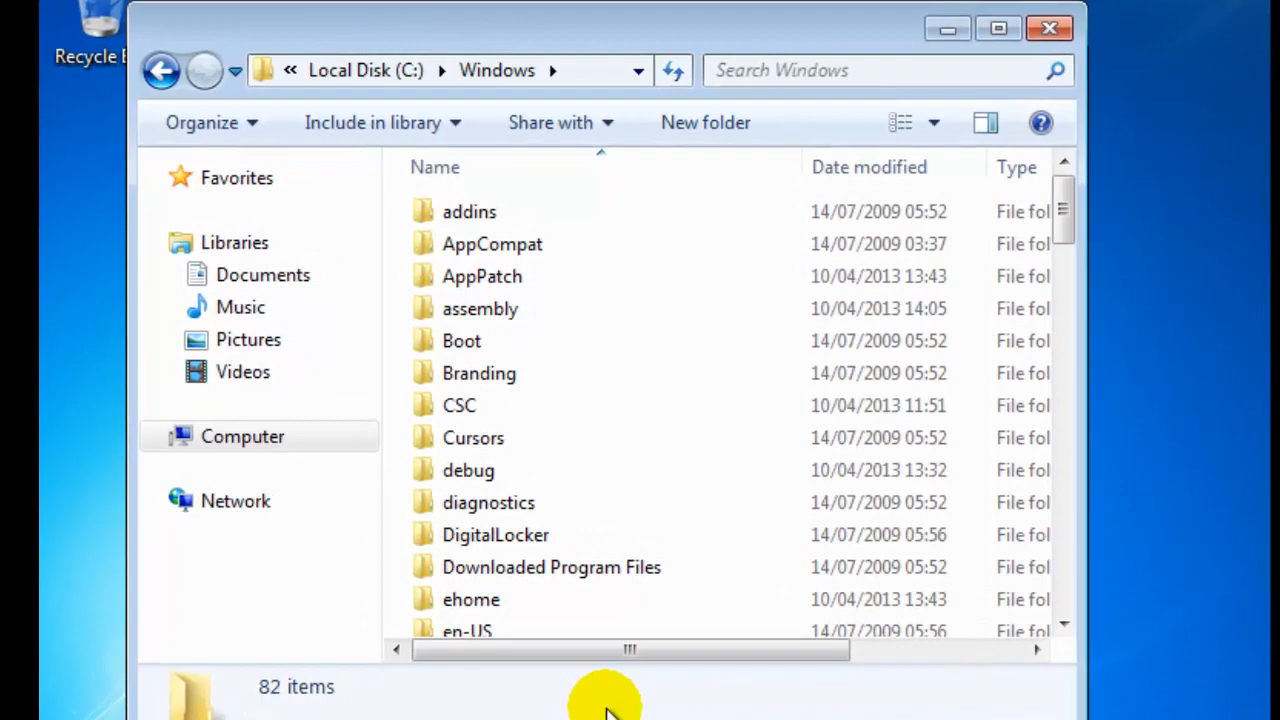 Recycle
« Local Disk (C:) Windows Search Windows
Organize Include in library Share with New folder
Name Date modified Type
Favorites
Libraries
Documents
Music
Pictures
Videos
Computer
Network
addins 14/07/2009 05:52 File fol
AppCompat 14/07/2009 03:37 File fol
AppPatch 10/04/2013 13:43 File fol
assembly 10/04/2013 14:05 File fol
Boot 14/07/2009 05:52 File fol
Branding 14/07/2009 05:52 File fol
CSC 10/04/2013 11:51 File fol
Cursors 14/07/2009 05:52 File fol
debug 10/04/2013 13:32 File fol
diagnostics 14/07/2009 05:52 File fol
DigitalLocker 14/07/2009 05:56 File fol
Downloaded Program Files 14/07/2009 05:52 File fol
ehome 10/04/2013 13:43 File fol
en-US 14/07/2009 05:56 File fol
82 items